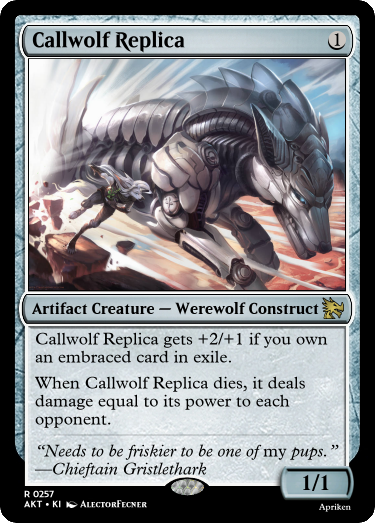 Callwolf Replica
1
Artifact Creature — Werewolf Construct
Callwolf Replica gets +2/+1 if you own
an embraced card in exile.
When Callwolf Replica dies, it deals
damage equal to its power to each
opponent.
“Needs to be friskier to be one of my pups.”
—Chieftain Gristlethark
1/1
R 0257
AKT • KI AlectorFecner
Apriken